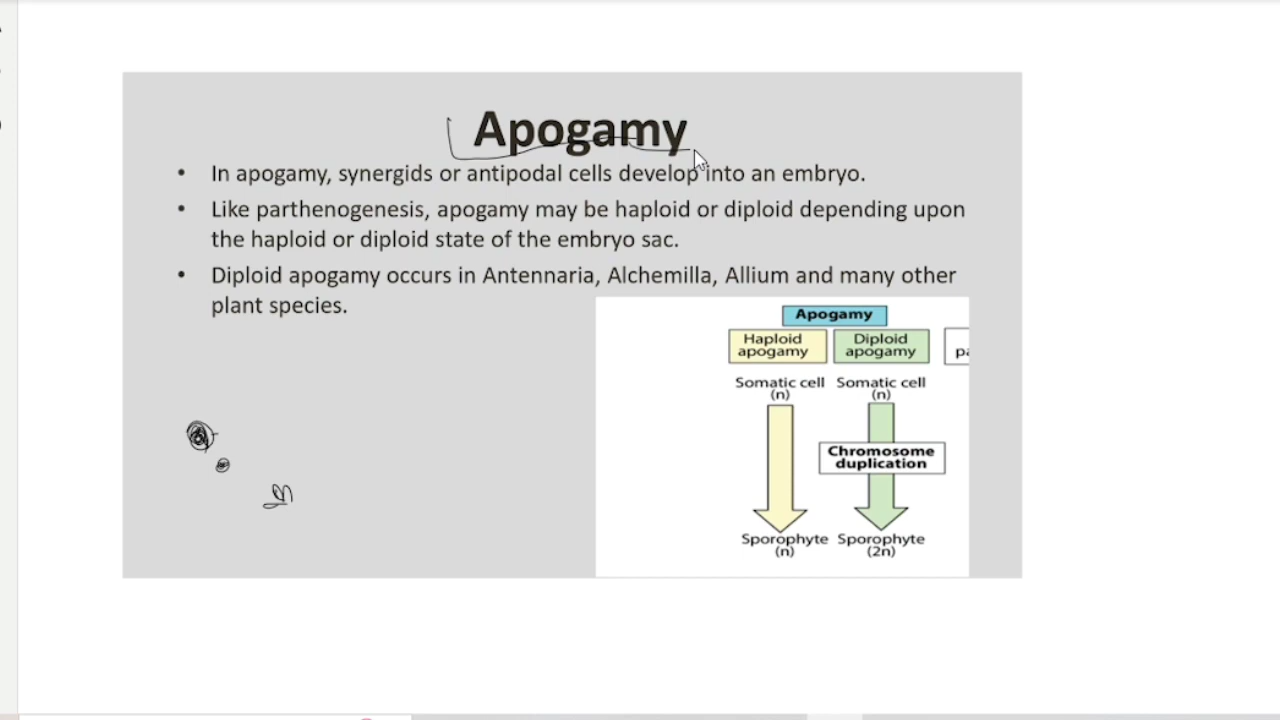 Apogamy
• In apogamy, synergids or antipodal cells develop into an embryo.
• Like parthenogenesis, apogamy may be haploid or diploid depending upon
the haploid or diploid state of the embryo sac.
• Diploid apogamy occurs in Antennaria, Alchemilla, Allium and many other
plant species.
Apogamy
Haploid
apogamy
Diploid
apogamy
Somatic cell
(n)
Somatic cell
(n)
Chromosome
duplication
Sporophyte
(n)
Sporophyte
(2n)